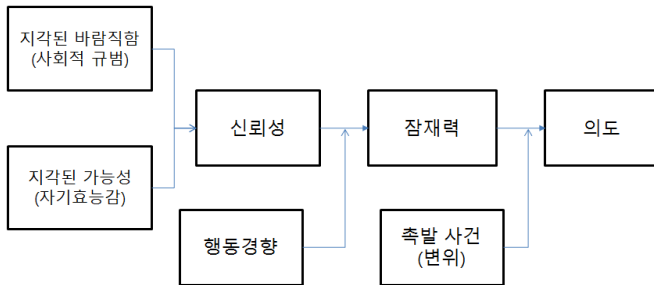 지각된 바람직함
(사회적 규범)
지각된 가능성
(자기효능감)
신뢰성
잠재력
의도
행동경향
촉발 사건
(변위)